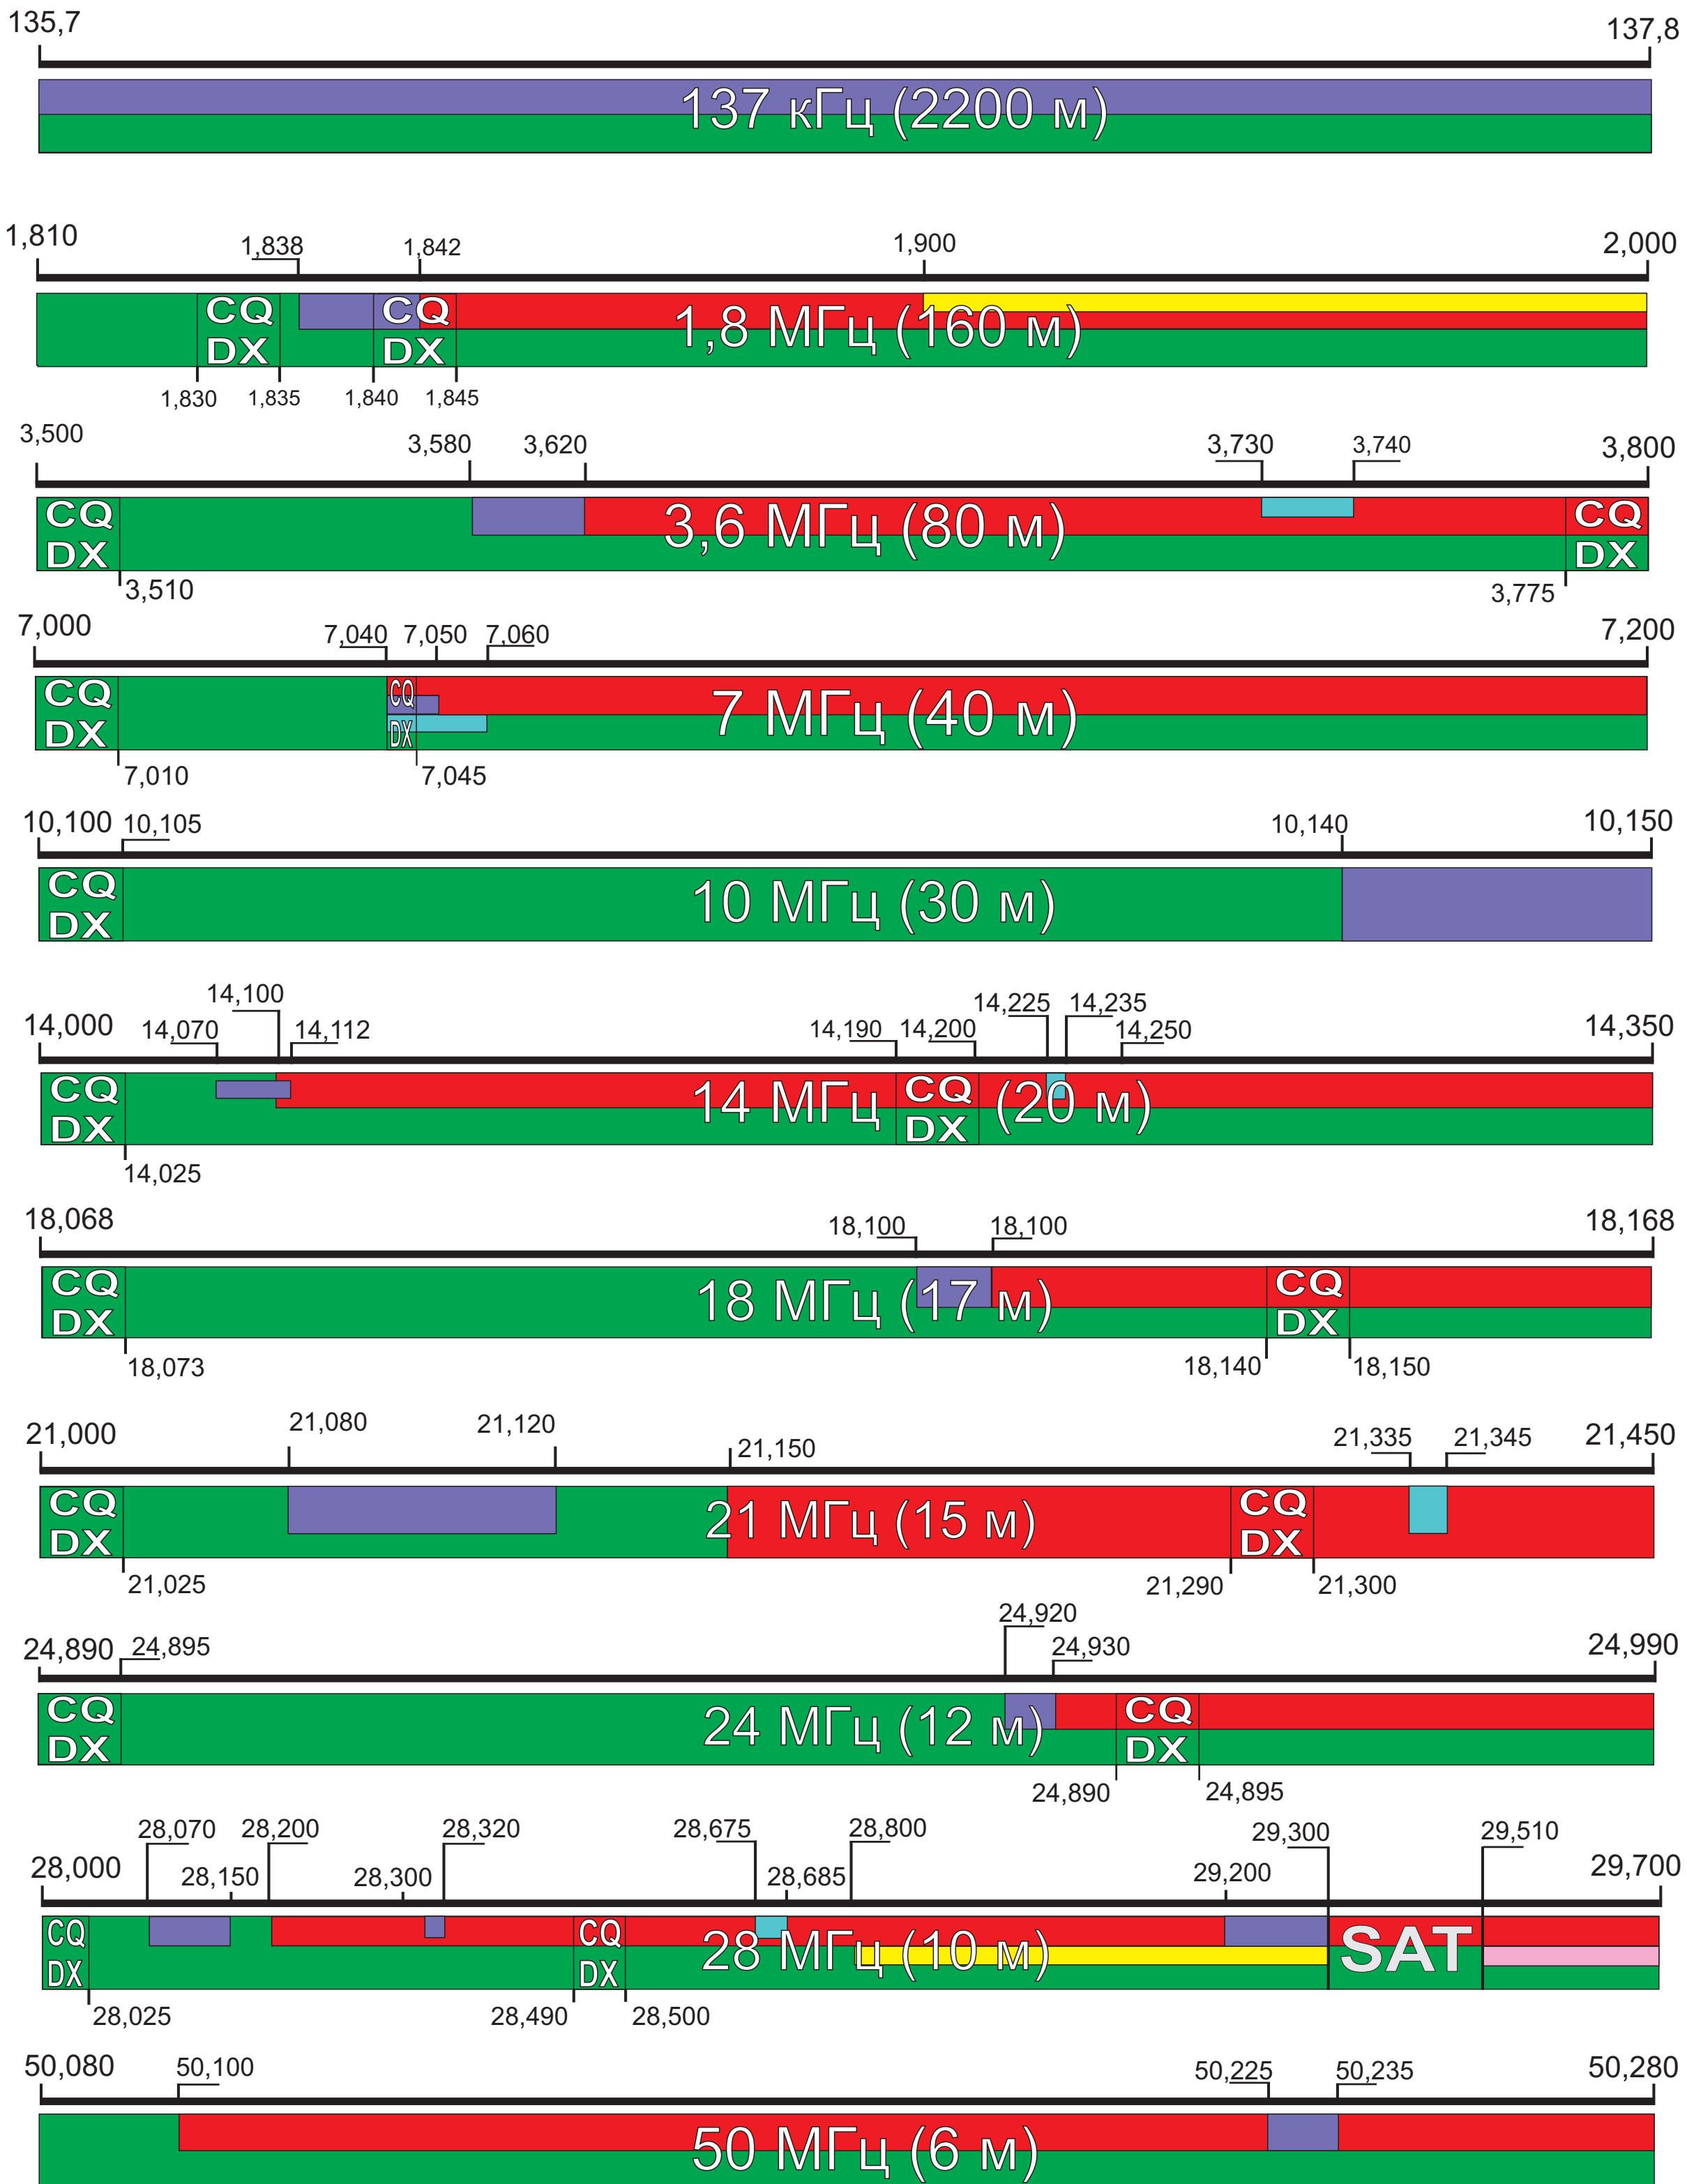 135,7 137,8
137 кГц (2200 м)
1,810 1,838 1,842 1,900 2,000
CQ DX CQ DX 1,8 МГц (160 м)
1,830 1,835 1,840 1,845
3,500 3,580 3,620 3,730 3,740 3,800
CQ DX 3,6 МГц (80 м) CQ DX
3,510 3,775
7,000 7,040 7,050 7,060 7,200
CQ DX CQ DX 7 МГц (40 м)
7,010 7,045
10,100 10,105 10,140 10,150
CQ DX 10 МГц (30 м)
14,000 14,070 14,100 14,112 14,190 14,200 14,225 14,235 14,250 14,350
CQ DX 14 МГц CQ DX (20 м)
14,025
18,068 18,100 18,100 18,168
CQ DX 18 МГц (17 м) CQ DX
18,073 18,140 18,150
21,000 21,080 21,120 21,150 21,335 21,345 21,450
CQ DX 21 МГц (15 м) CQ DX
21,025 21,290 21,300
24,890 24,895 24,920 24,930 24,990
CQ DX 24 МГц (12 м) CQ DX
24,890 24,895
28,000 28,070 28,150 28,200 28,300 28,320 28,675 28,685 28,800 29,200 29,300 29,510 29,700
CQ DX CQ DX 28 МГц (10 м) SAT
28,025 28,490 28,500
50,080 50,100 50,225 50,235 50,280
50 МГц (6 м)